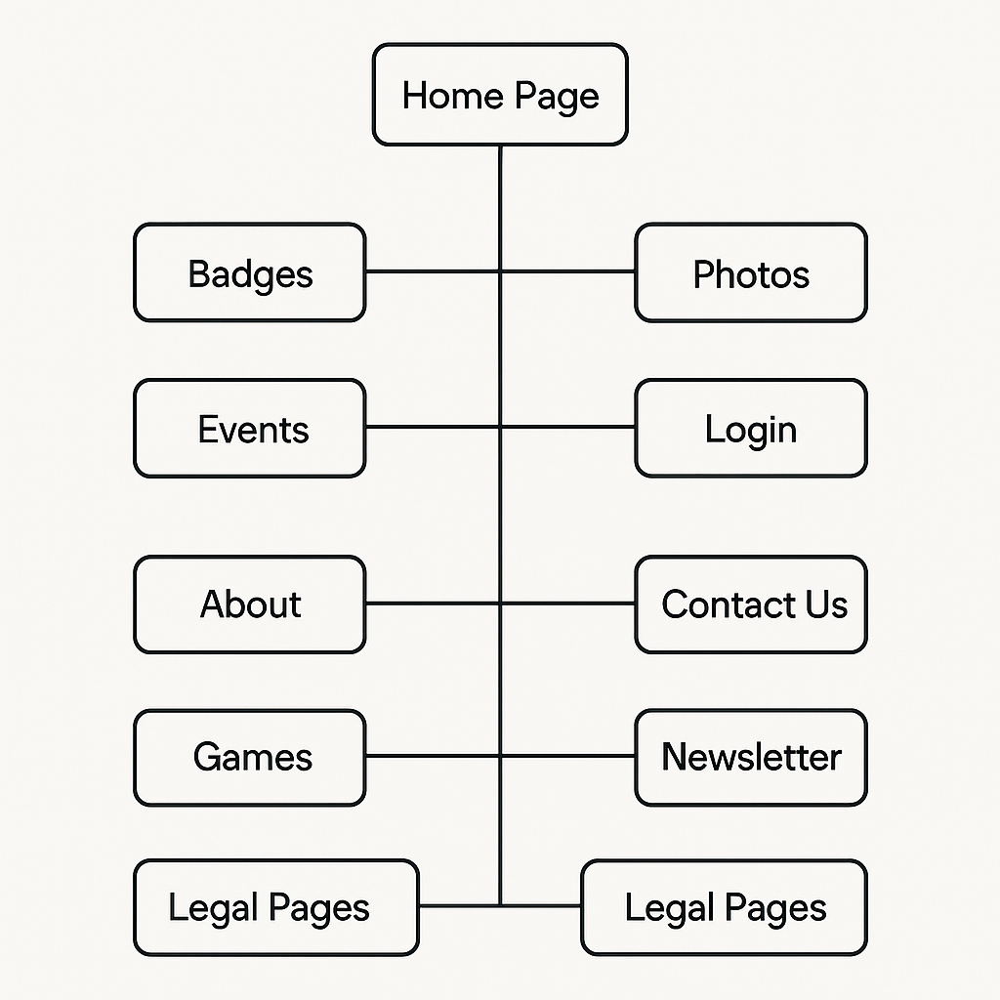 Home Page
Badges
Photos
Events
Login
About
Contact Us
Games
Newsletter
Legal Pages
Legal Pages